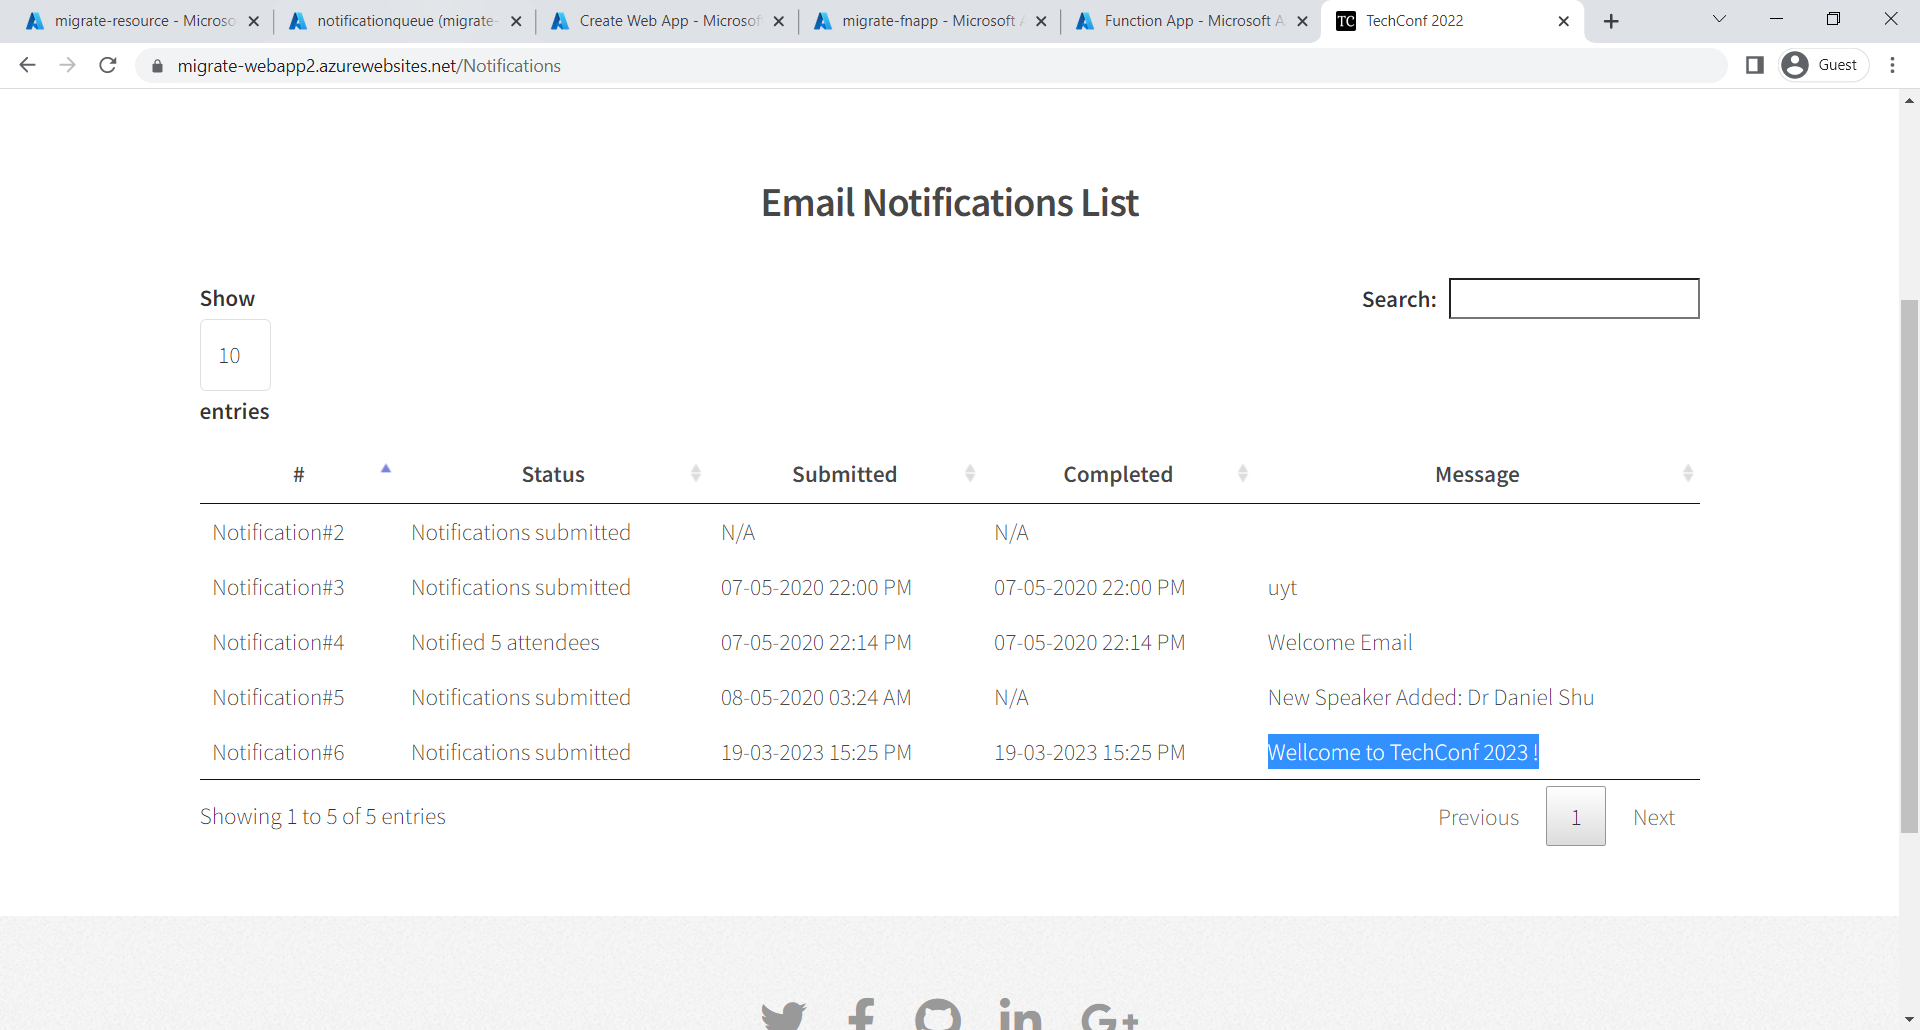 migrate-resource - Microso
notificationqueue (migrate-
Create Web App - Microsof
migrate-fnapp - Microsoft A
Function App - Microsoft A
TC TechConf 2022
migrate-webapp2.azurewebsites.net/Notifications
Guest
Email Notifications List
Show
10
entries
Search:
# Status Submitted Completed Message
Notification#2 Notifications submitted N/A N/A
Notification#3 Notifications submitted 07-05-2020 22:00 PM 07-05-2020 22:00 PM uyt
Notification#4 Notified 5 attendees 07-05-2020 22:14 PM 07-05-2020 22:14 PM Welcome Email
Notification#5 Notifications submitted 08-05-2020 03:24 AM N/A New Speaker Added: Dr Daniel Shu
Notification#6 Notifications submitted 19-03-2023 15:25 PM 19-03-2023 15:25 PM Wellcome to TechConf 2023 !
Showing 1 to 5 of 5 entries
Previous 1 Next
in G+